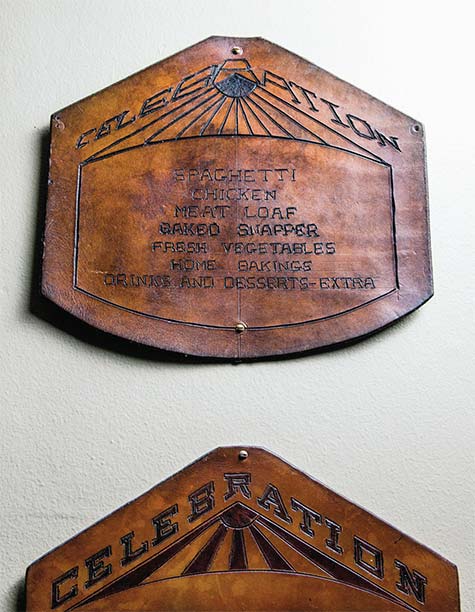 CELEBRATION
SPAGHETTI
CHICKEN
MEAT LOAF
BAKED SNAPPER
FRESH VEGETABLES
HOME BAKINGS
DRINKS AND DESSERTS-EXTRA
CELEBRATION